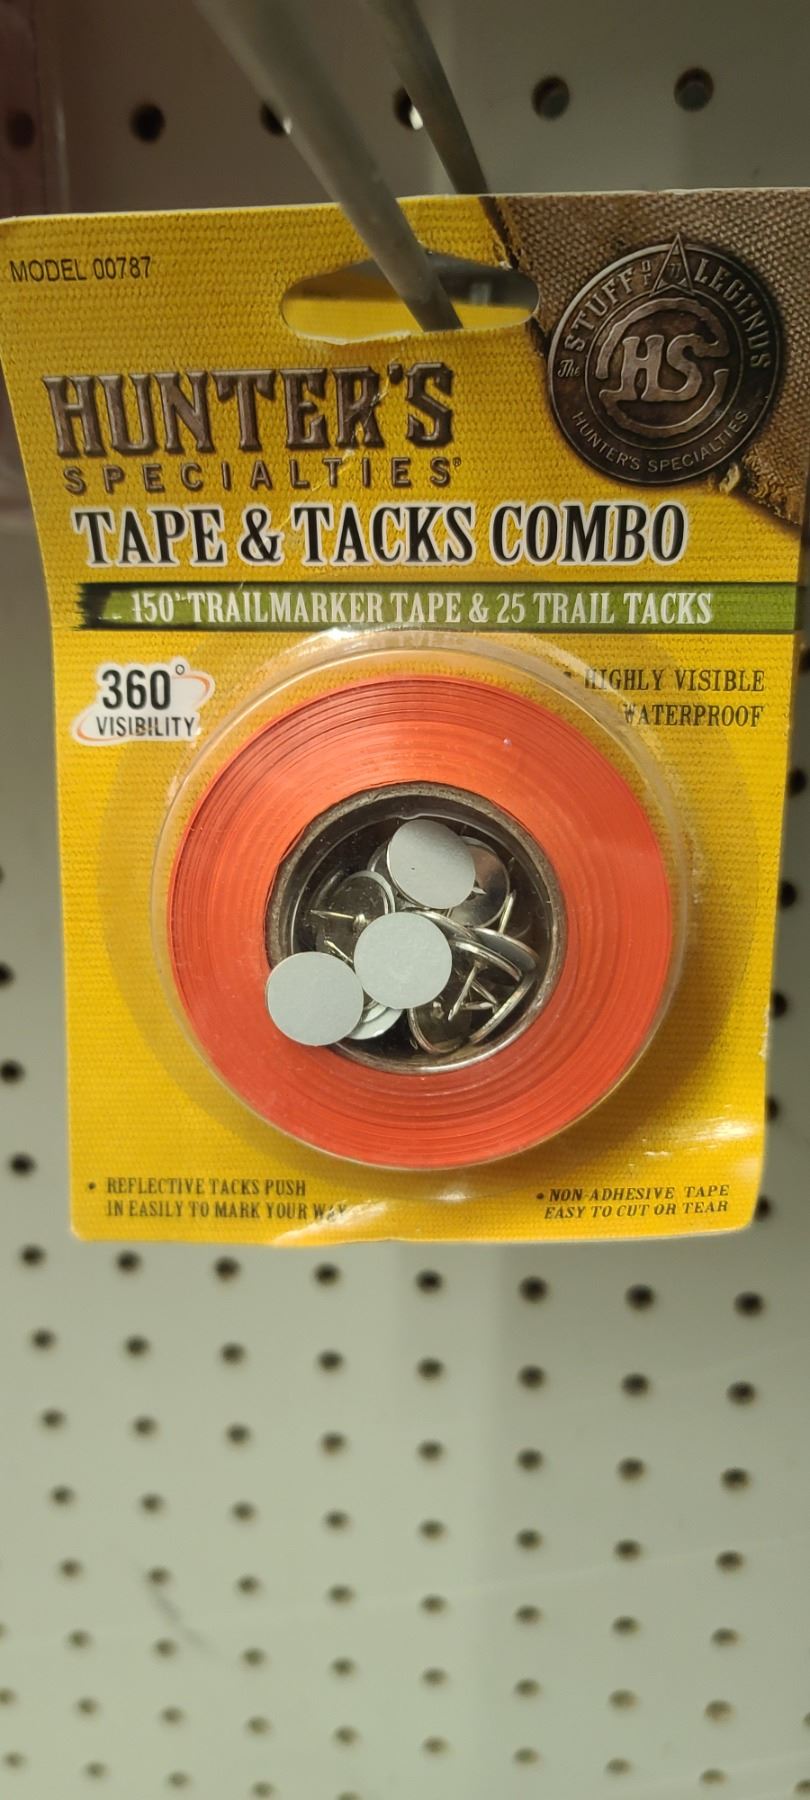 MODEL 00787
The STUFF OF LEGENDS
HS
HUNTER'S SPECIALTIES
HUNTER'S
SPECIALTIES®
TAPE & TACKS COMBO
150' TRAILMARKER TAPE & 25 TRAIL TACKS
360°
VISIBILITY
• HIGHLY VISIBLE
WATERPROOF
• REFLECTIVE TACKS PUSH
IN EASILY TO MARK YOUR WAY
• NON-ADHESIVE TAPE
EASY TO CUT OR TEAR